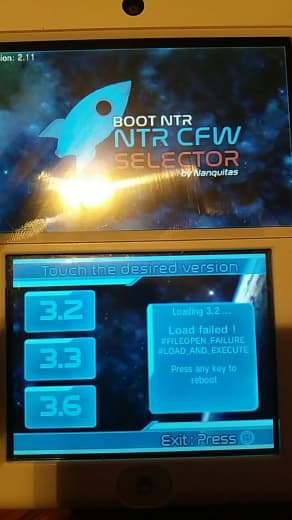 ion: 2.11
BOOT NTR
NTR CFW
SELECTOR
by Nanquitas
Touch the desired version
3.2
3.3
3.6
Loading 3.2 ...
Load failed !
#FILEOPEN_FAILURE
#LOAD_AND_EXECUTE
Press any key to
reboot
Exit : Press B